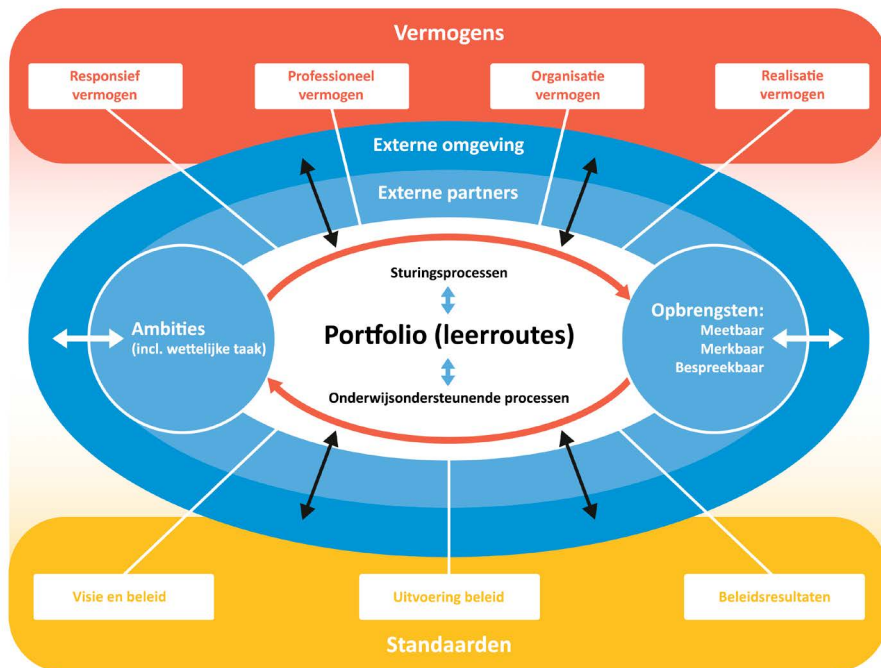 Vermogens
Responsief
vermogen
Professioneel
vermogen
Organisatie
vermogen
Realisatie
vermogen
Externe omgeving
Externe partners
Sturingsprocessen
Ambities
(incl. wettelijke taak)
Portfolio (leerroutes)
Opbrengsten:
Meetbaar
Merkbaar
Bespreekbaar
Onderwijsondersteunende processen
Visie en beleid
Uitvoering beleid
Beleidsresultaten
Standaarden